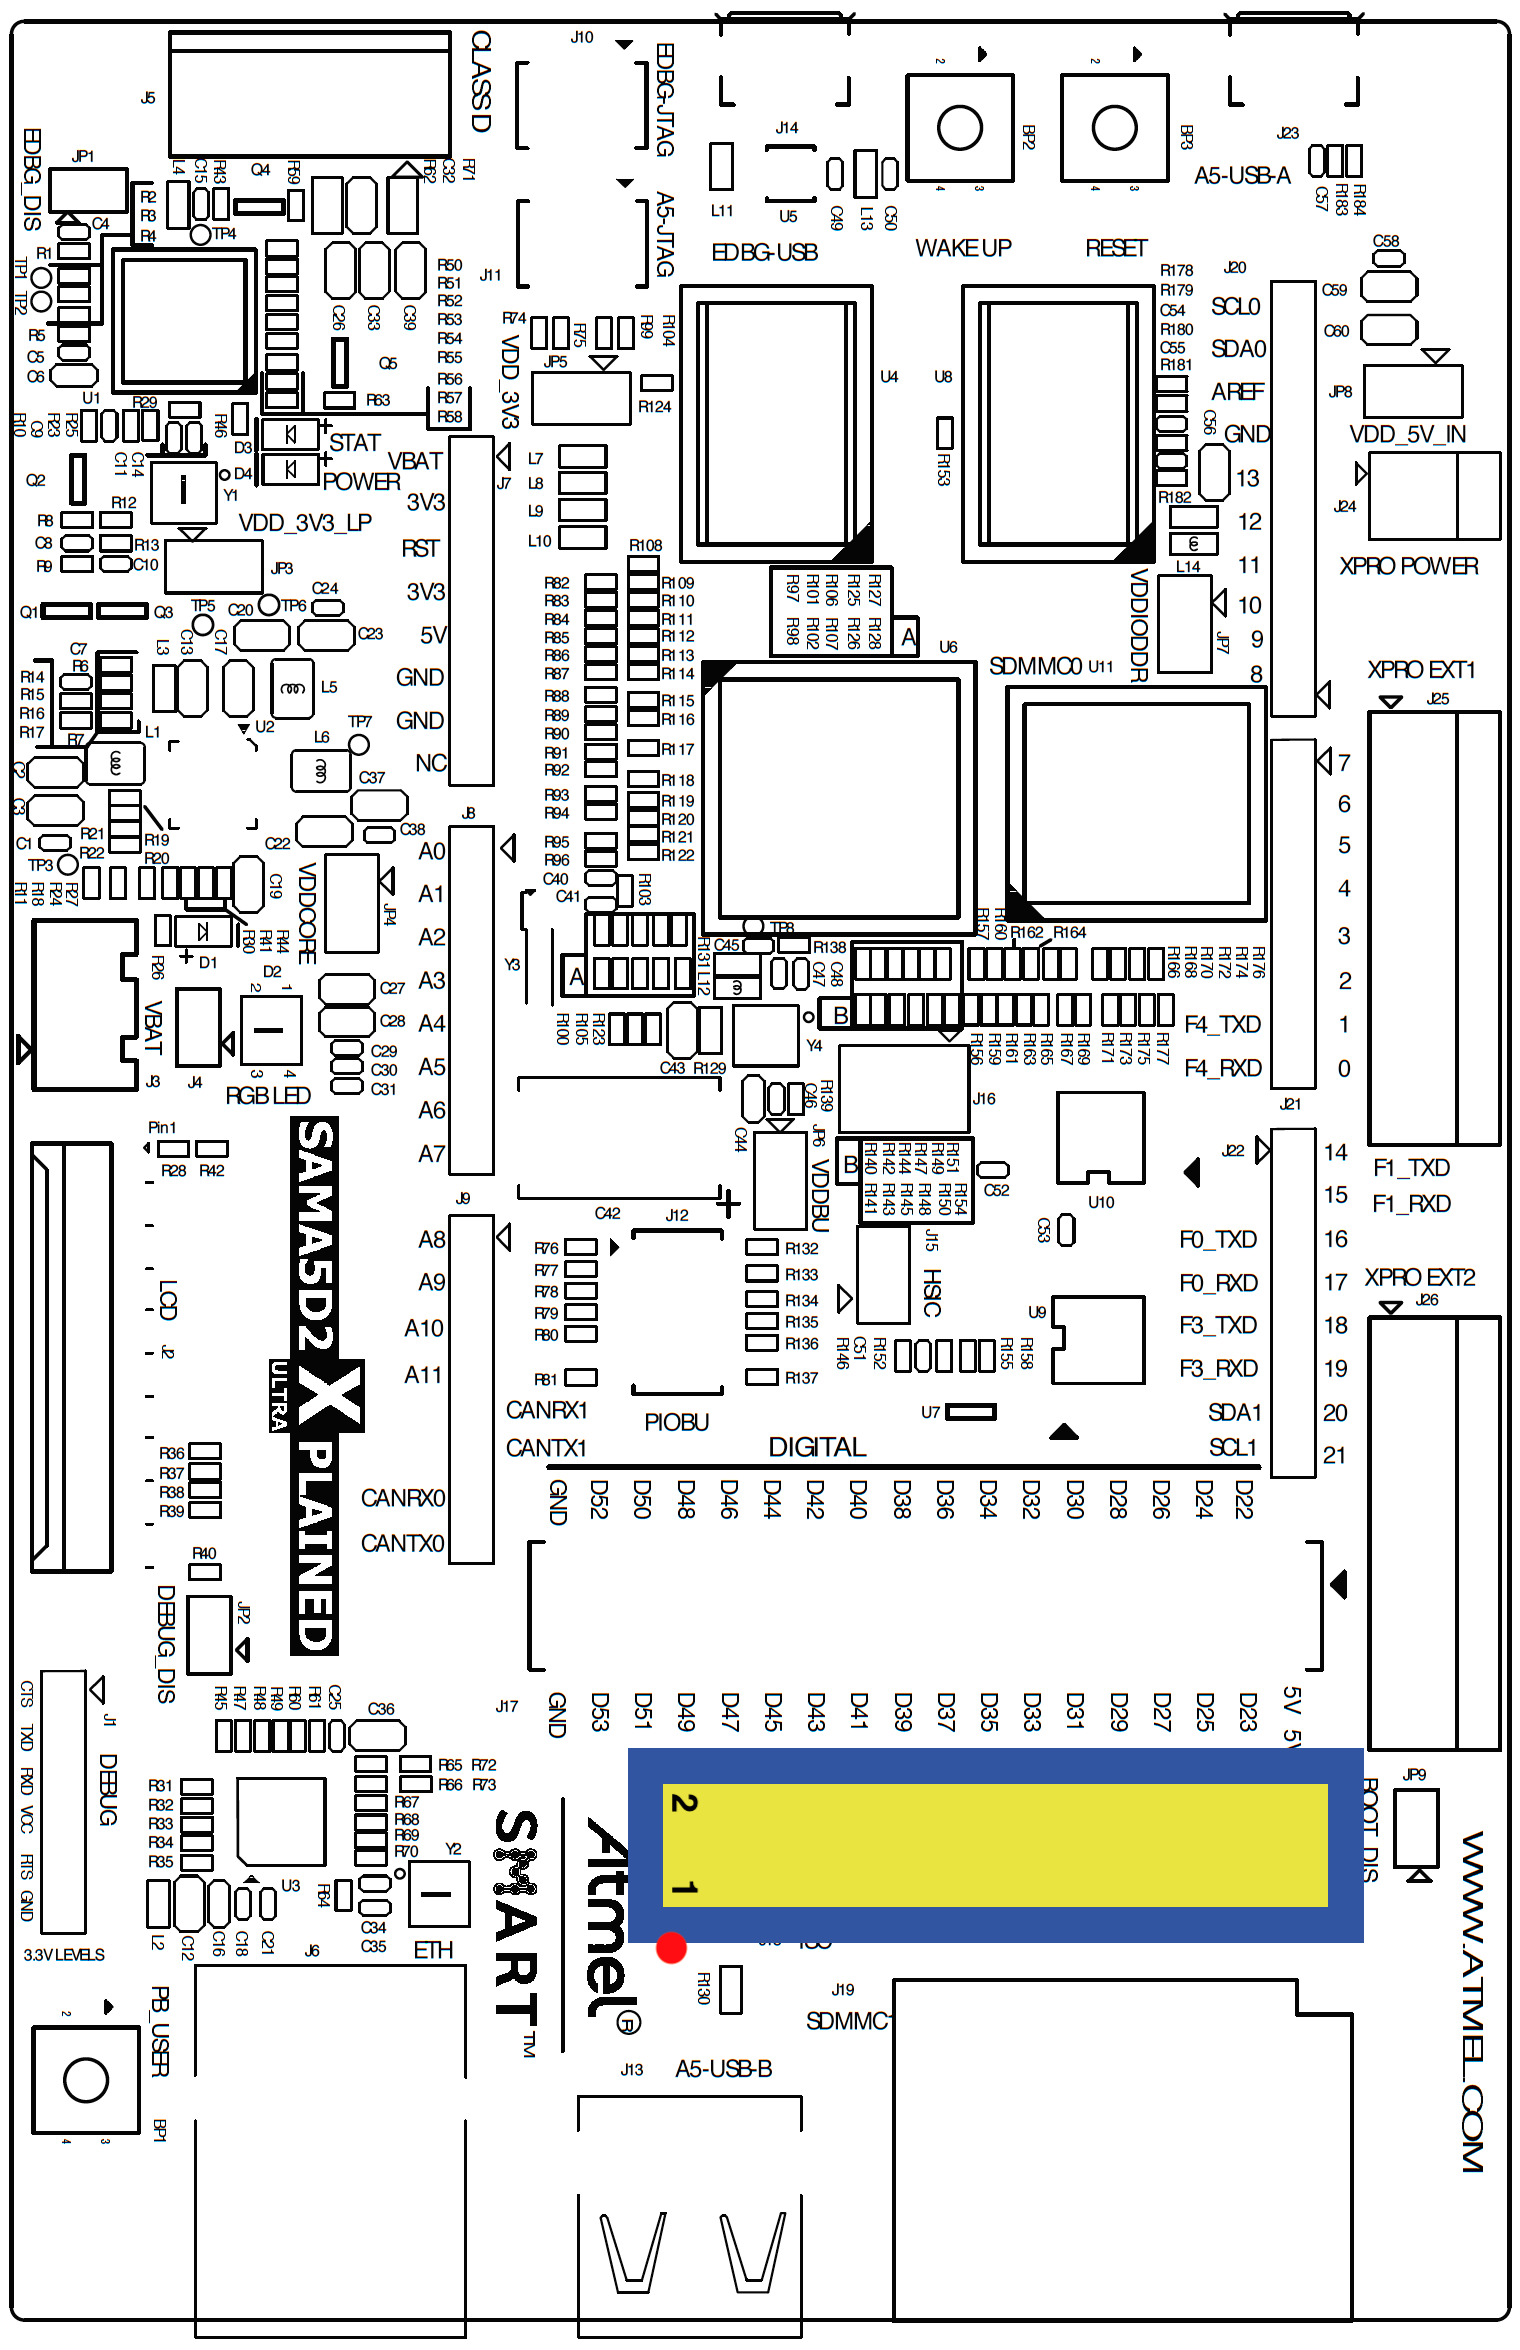 J10
J5
CLASS D
EDBG-JTAG
J14
BP2
BP3
J23
A5-USB-A
EDBG_DIS
JP1
L4
C15
R43
Q4
R59
R62
C32
R71
R2
R3
R4
C4
R1
TP4
TP1
TP2
A5-JTAG
J11
L11
U5
C49
L13
C50
EDBG-USB
WAKE UP
RESET
C57
R183
R184
C58
C59
C60
R50
R51
R52
R53
R54
R55
R56
R57
R58
C26
C33
C39
R5
C5
C6
U1
Q5
R63
R74
R75
R99
R104
VDD_3V3
JP5
R124
U4
U8
R153
R178
R179
C54
R180
C55
R181
J20
SCL0
SDA0
AREF
GND
13
12
11
10
9
8
C56
R182
L14
JP8
VDD_5V_IN
J24
XPRO POWER
R10
C9
R23
R25
R29
R46
D3
D4
STAT
POWER
C11
C14
Q2
R12
Y1
VDD_3V3_LP
R8
C8
R9
R13
C10
JP3
Q1
Q3
TP5
C20
TP6
C24
C23
VBAT
3V3
RST
3V3
5V
GND
GND
NC
J7
L7
L8
L9
L10
R108
R82
R83
R84
R85
R86
R87
R88
R89
R90
R91
R92
R93
R94
R95
R96
C40
C41
R109
R110
R111
R112
R113
R114
R115
R116
R117
R118
R119
R120
R121
R122
R103
R97
R101
R106
R125
R127
R98
R102
R107
R126
R128
A
U6
SDMMC0
U11
VDDIODDR
JP7
XPRO EXT1
J25
C7
R6
R14
R15
R16
R17
R7
L3
C13
C17
L5
L1
U2
L6
TP7
C37
C2
C3
C1
R21
R22
R19
R20
C22
C38
TP3
R11
R18
R24
R27
C19
VDDCORE
JP4
J8
A0
A1
A2
A3
A4
A5
A6
A7
7
6
5
4
3
2
1
0
R30
R41
R44
R26
D1
D2
2
1
3
4
VBAT
J3
J4
RGB LED
C27
C28
C29
C30
C31
Y3
A
R131
L12
C45
TP8
R138
C47
C48
R157
R160
R162
R164
R166
R168
R170
R172
R174
R176
R100
R105
R123
C43
R129
Y4
B
R156
R159
R161
R163
R165
R167
R169
R171
R173
R175
R177
F4_TXD
F4_RXD
J21
C44
C46
R139
J16
JP6
VDDBU
B
R140
R142
R144
R147
R149
R151
R141
R143
R145
R148
R150
R154
C52
U10
J22
14
15
16
17
18
19
20
21
F1_TXD
F1_RXD
Pin1
R28
R42
SAMA5D2
X
ULTRA
PLAINED
LCD
J2
J9
A8
A9
A10
A11
C42
J12
R76
R77
R78
R79
R80
R81
R132
R133
R134
R135
R136
R137
PIOBU
J15
HSIC
C53
U9
R146
C51
R152
R155
R158
U7
F0_TXD
F0_RXD
F3_TXD
F3_RXD
SDA1
SCL1
XPRO EXT2
J26
CANRX1
CANTX1
CANRX0
CANTX0
DIGITAL
R36
R37
R38
R39
R40
GND D52 D50 D48 D46 D44 D42 D40 D38 D36 D34 D32 D30 D28 D26 D24 D22
DEBUG_DIS
JP2
J17
GND D53 D51 D49 D47 D45 D43 D41 D39 D37 D35 D33 D31 D29 D27 D25 D23 5V 5V
CTS
TXD
RXD
VCC
RTS
GND
J1
DEBUG
3.3V LEVELS
R45
R47
R48
R49
R60
R61
C25
C36
R65
R72
R66
R73
R67
R68
R69
R70
R31
R32
R33
R34
R35
U3
R64
Y2
C34
C35
ETH
L2
C12
C16
C18
C21
J6
SMART™
Atmel®
2
1
BOOT_DIS
JP9
WWW.ATMEL.COM
R130
J19
SDMMC1
PB_USER
BP1
J13
A5-USB-B